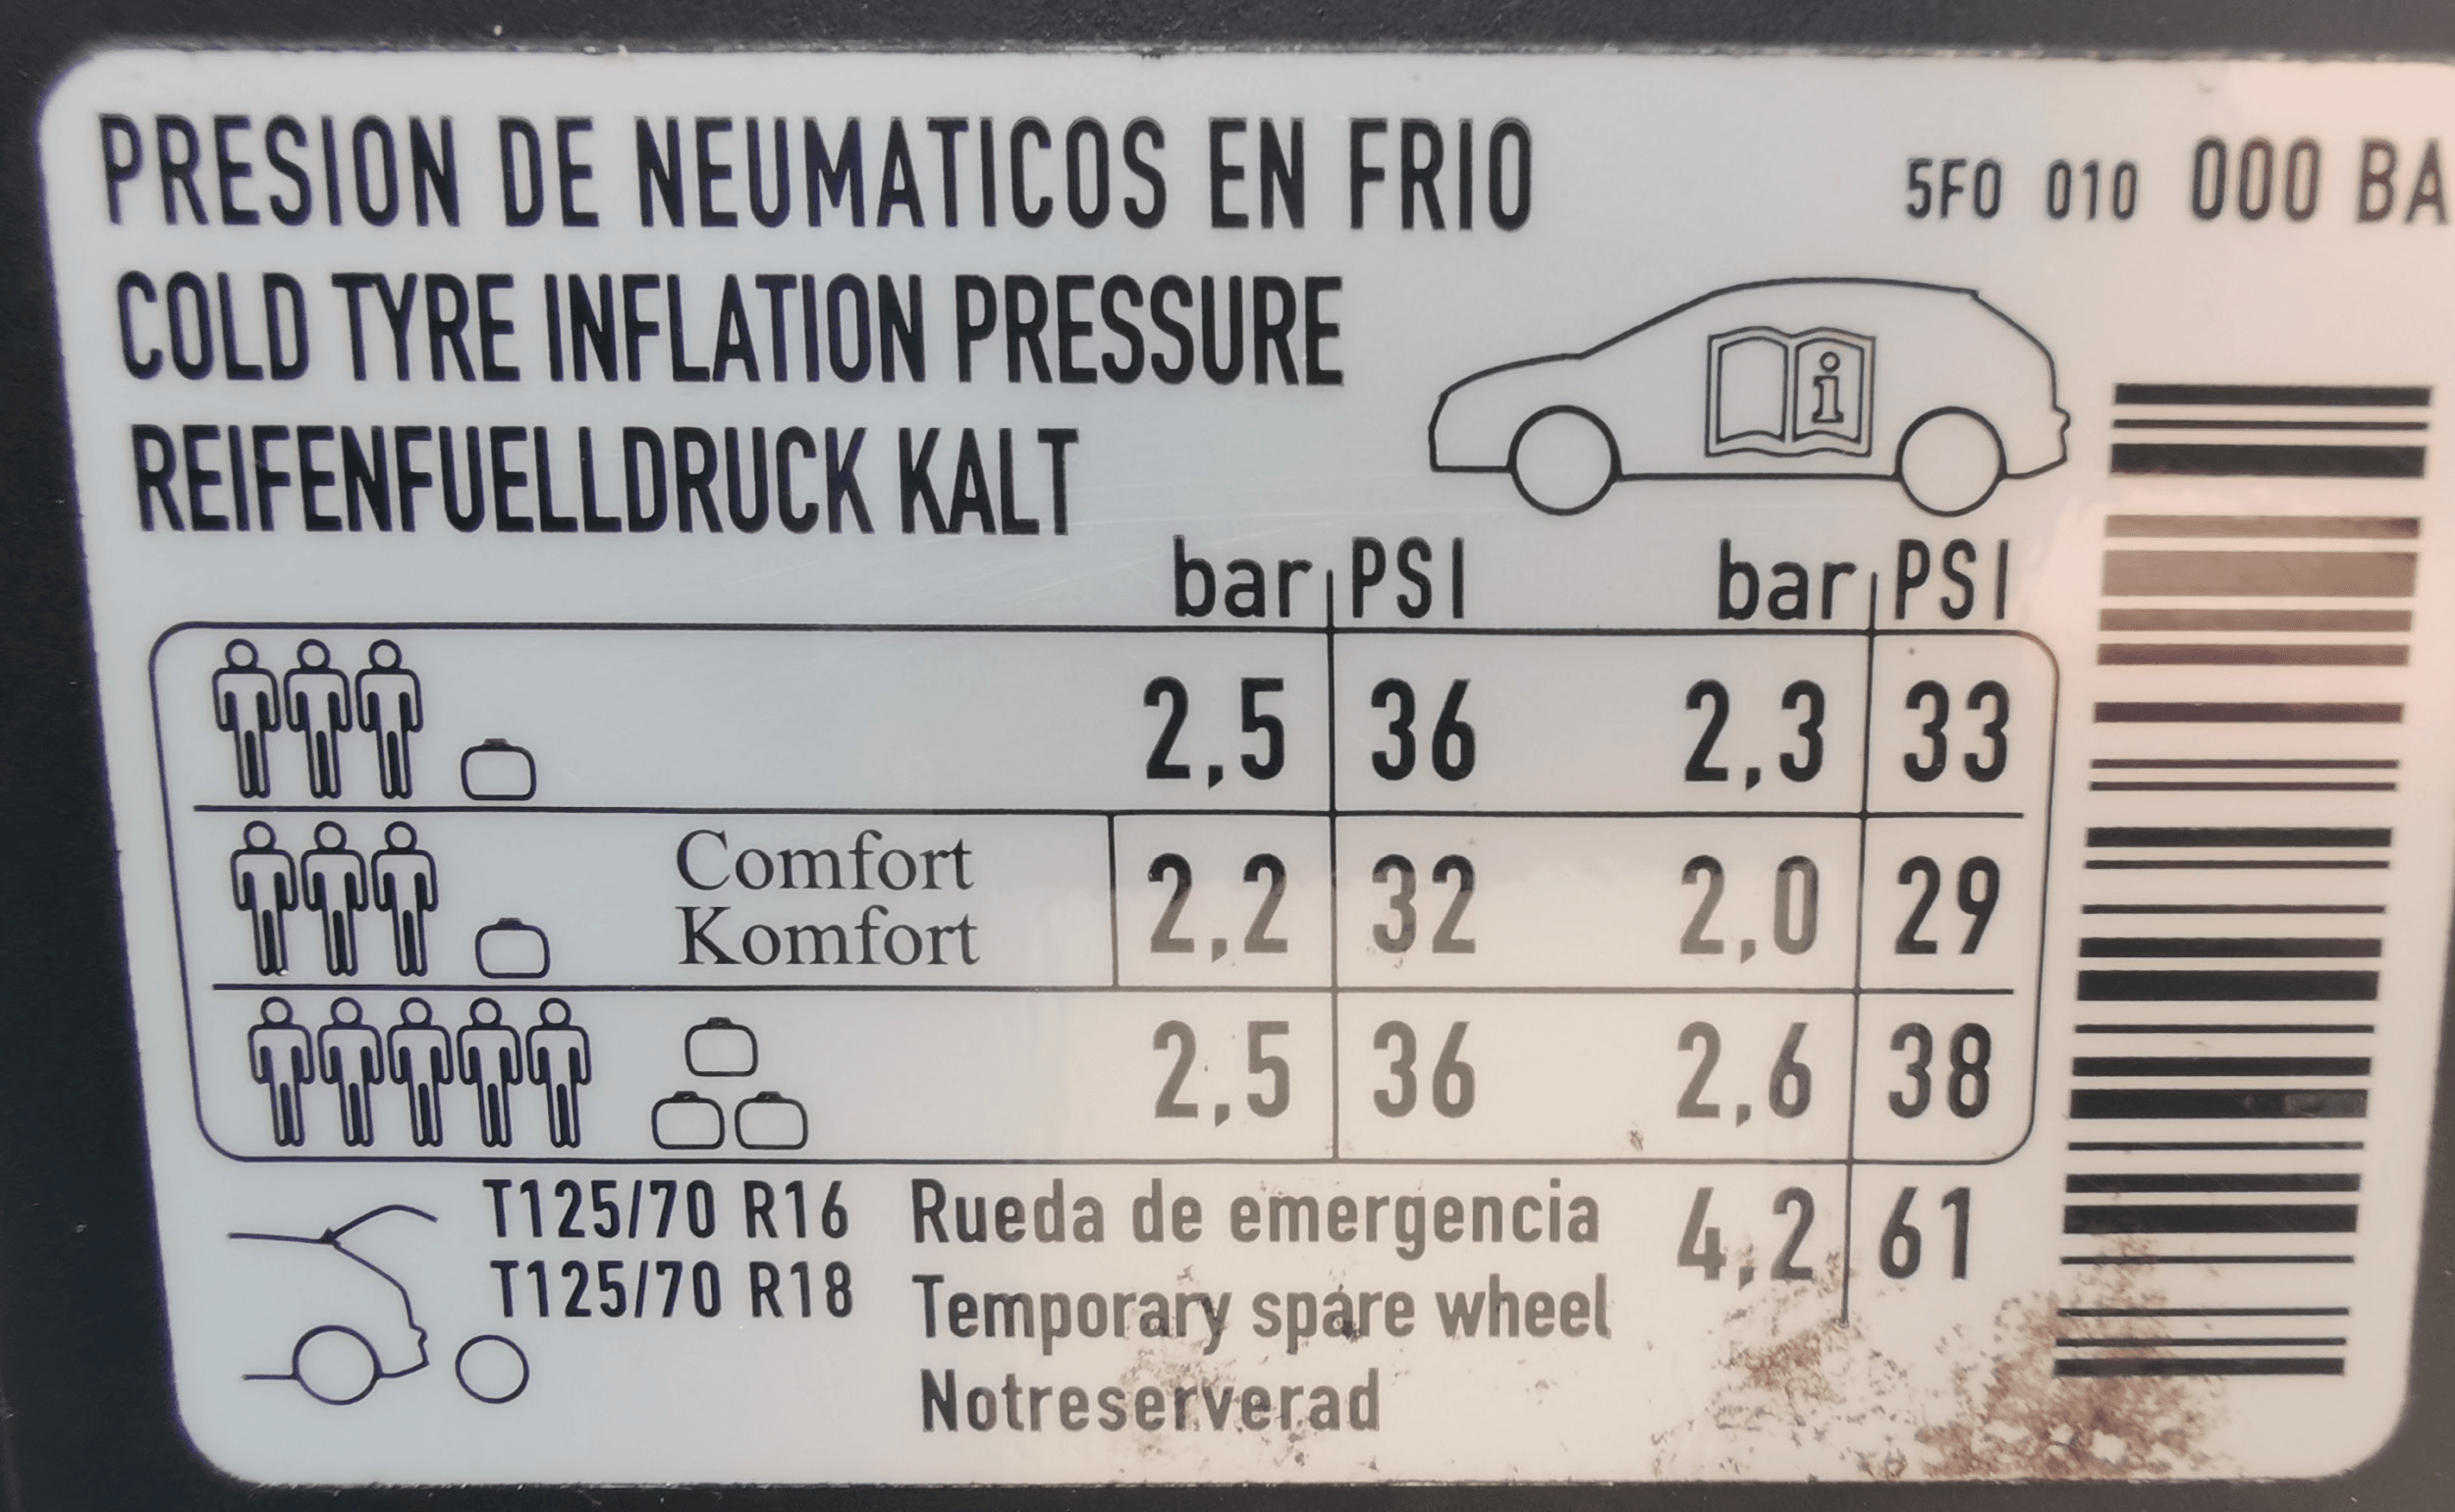 PRESION DE NEUMATICOS EN FRIO
5F0 010 000 BA
COLD TYRE INFLATION PRESSURE
REIFENFUELLDRUCK KALT
i
bar PSI bar PSI
2,5 36 2,3 33
Comfort
Komfort
2,2 32 2,0 29
2,5 36 2,6 38
T125/70 R16 Rueda de emergencia 4,2 61
T125/70 R18 Temporary spare wheel
Notreserverad